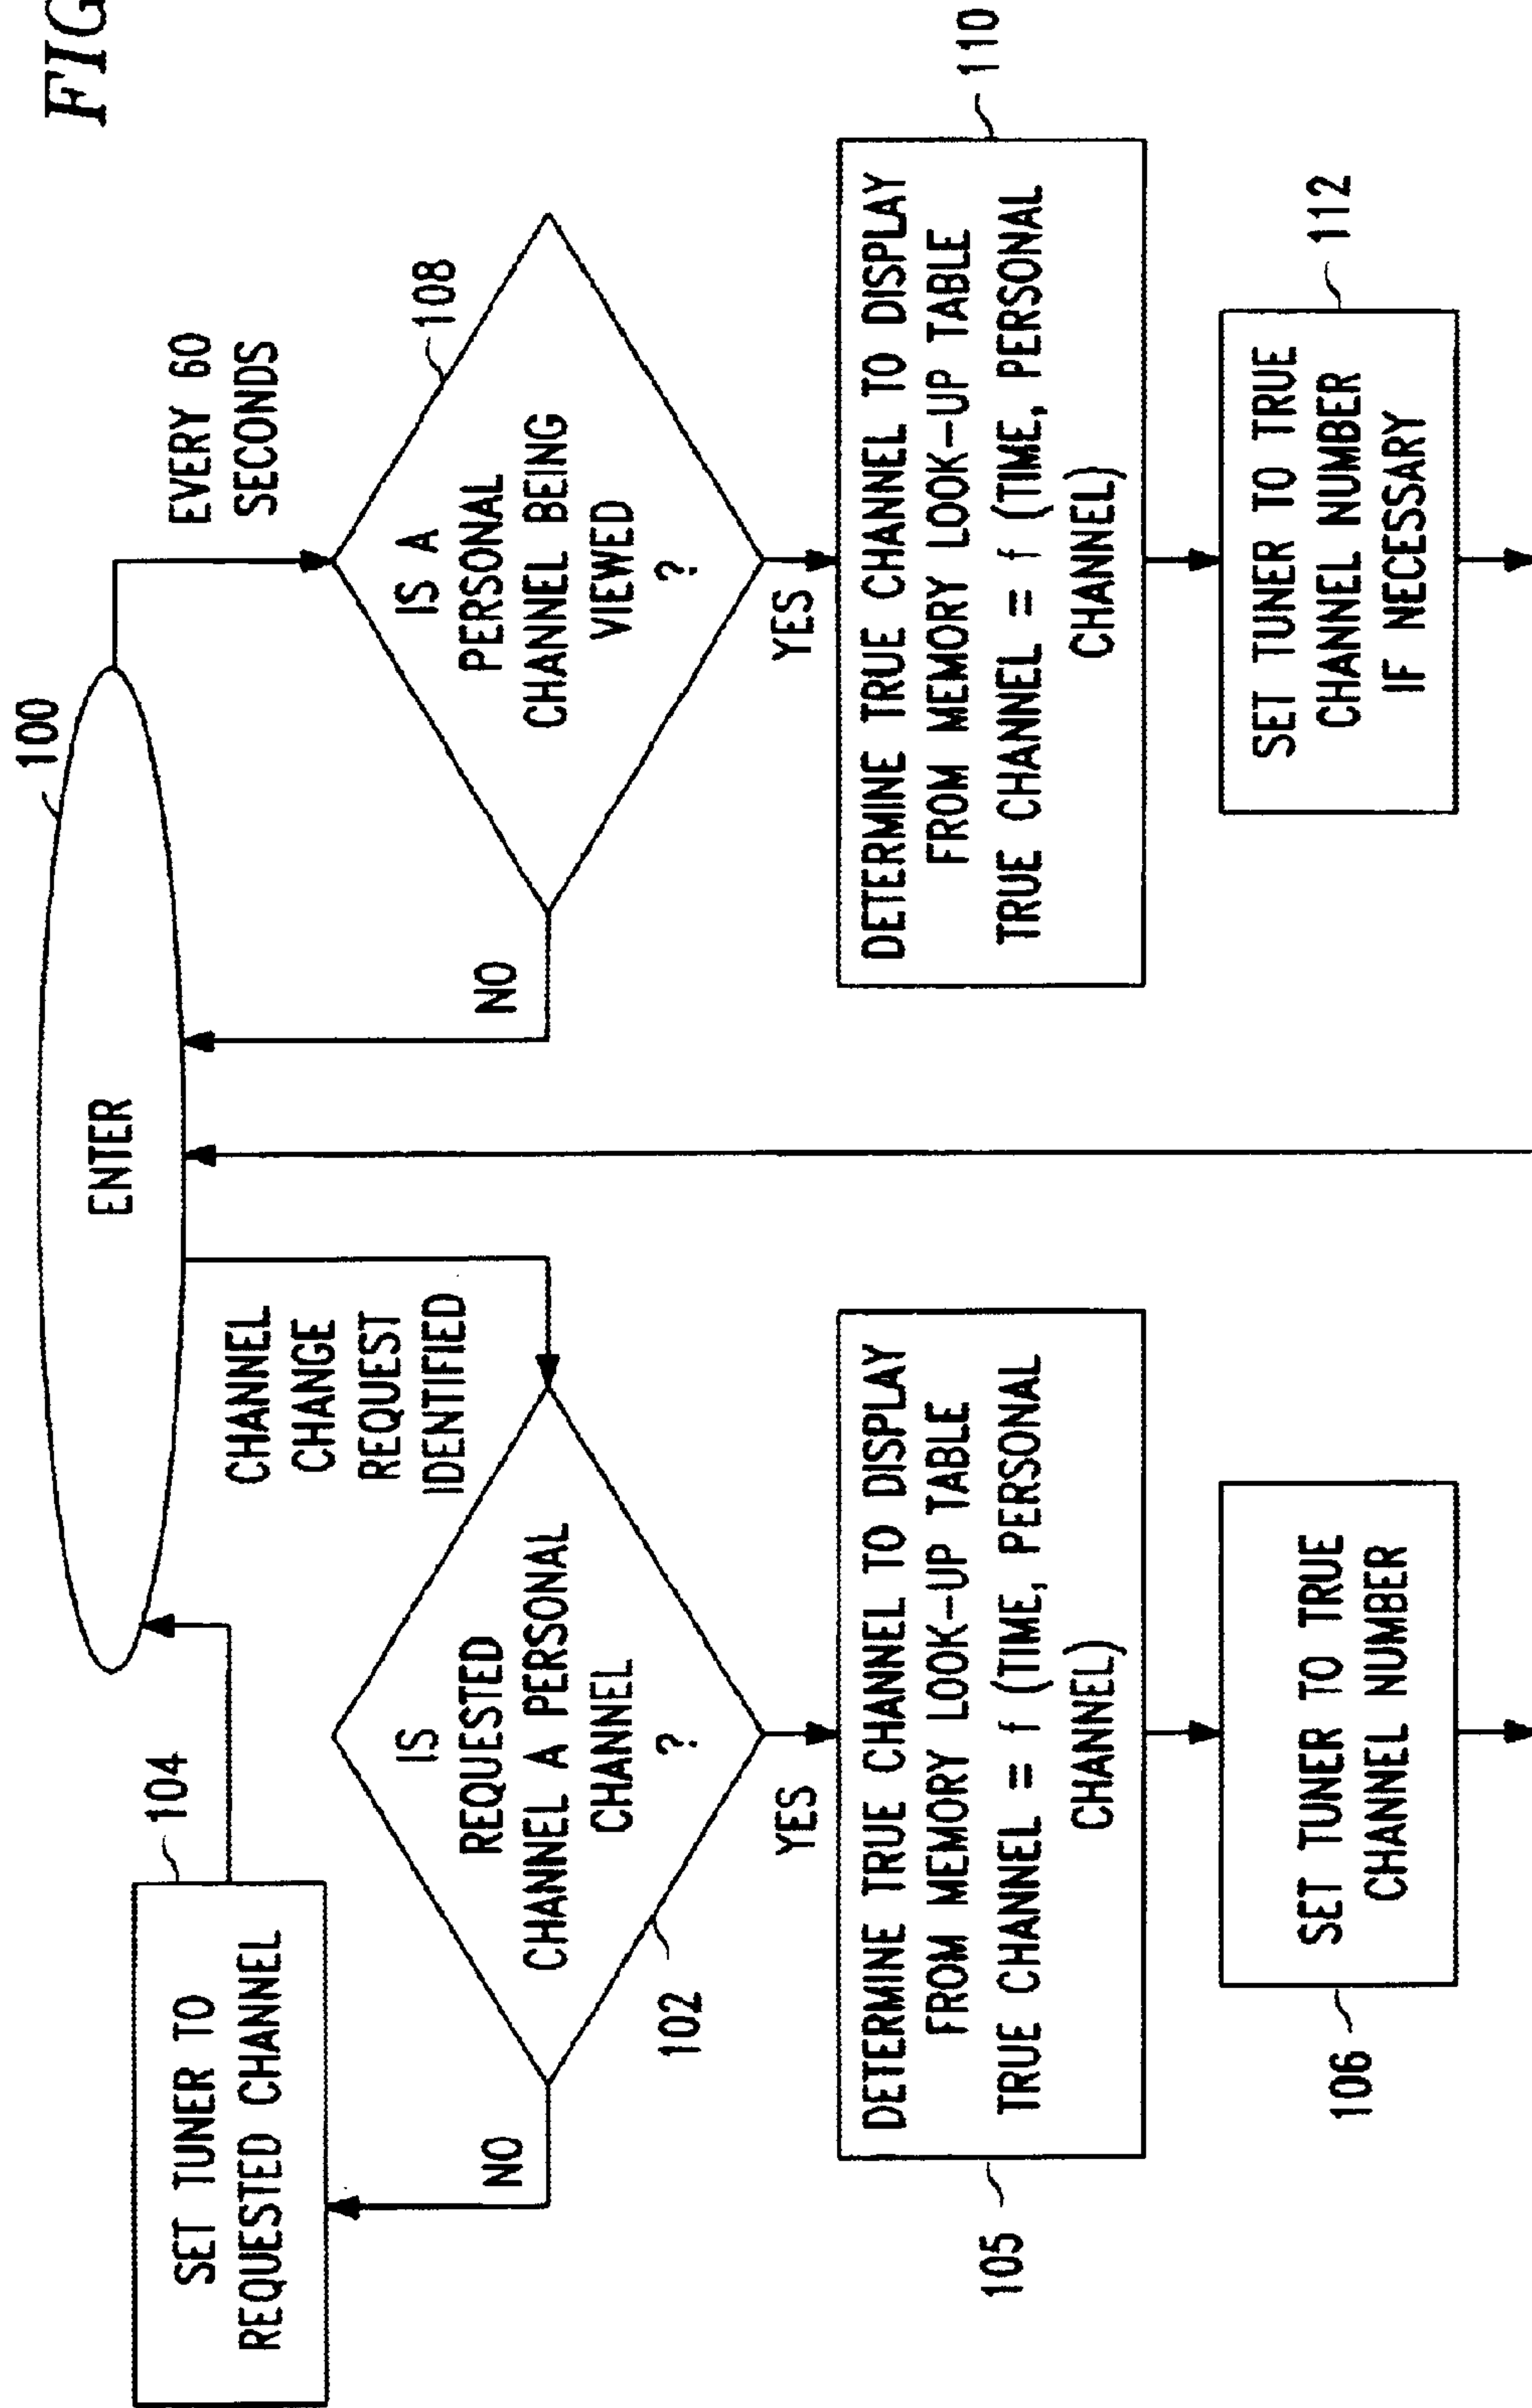 FIG
100
ENTER
104
SET TUNER TO
REQUESTED CHANNEL
CHANNEL
CHANGE
REQUEST
IDENTIFIED
EVERY 60
SECONDS
IS
REQUESTED
CHANNEL A PERSONAL
CHANNEL
?
102
NO
YES
IS A
PERSONAL
CHANNEL BEING
VIEWED
?
108
NO
YES
DETERMINE TRUE CHANNEL TO DISPLAY
FROM MEMORY LOOK-UP TABLE
TRUE CHANNEL = f (TIME, PERSONAL
CHANNEL)
105
DETERMINE TRUE CHANNEL TO DISPLAY
FROM MEMORY LOOK-UP TABLE
TRUE CHANNEL = f (TIME, PERSONAL
CHANNEL)
110
SET TUNER TO TRUE
CHANNEL NUMBER
106
SET TUNER TO TRUE
CHANNEL NUMBER
IF NECESSARY
112